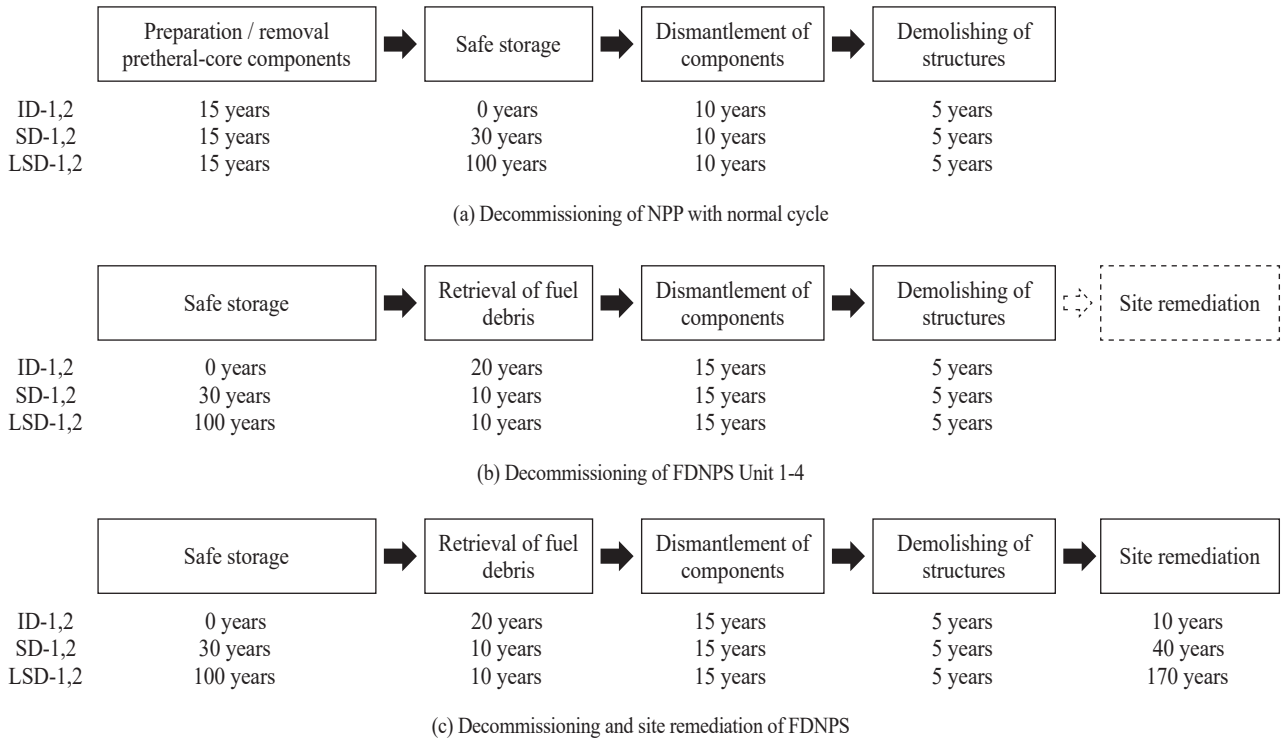 Preparation / removal
pretheral-core components
Safe storage
Dismantlement of
components
Demolishing of
structures
ID-1,2 15 years 0 years 10 years 5 years
SD-1,2 15 years 30 years 10 years 5 years
LSD-1,2 15 years 100 years 10 years 5 years
(a) Decommissioning of NPP with normal cycle
Safe storage
Retrieval of fuel
debris
Dismantlement of
components
Demolishing of
structures
Site remediation
ID-1,2 0 years 20 years 15 years 5 years
SD-1,2 30 years 10 years 15 years 5 years
LSD-1,2 100 years 10 years 15 years 5 years
(b) Decommissioning of FDNPS Unit 1-4
Safe storage
Retrieval of fuel
debris
Dismantlement of
components
Demolishing of
structures
Site remediation
ID-1,2 0 years 20 years 15 years 5 years 10 years
SD-1,2 30 years 10 years 15 years 5 years 40 years
LSD-1,2 100 years 10 years 15 years 5 years 170 years
(c) Decommissioning and site remediation of FDNPS